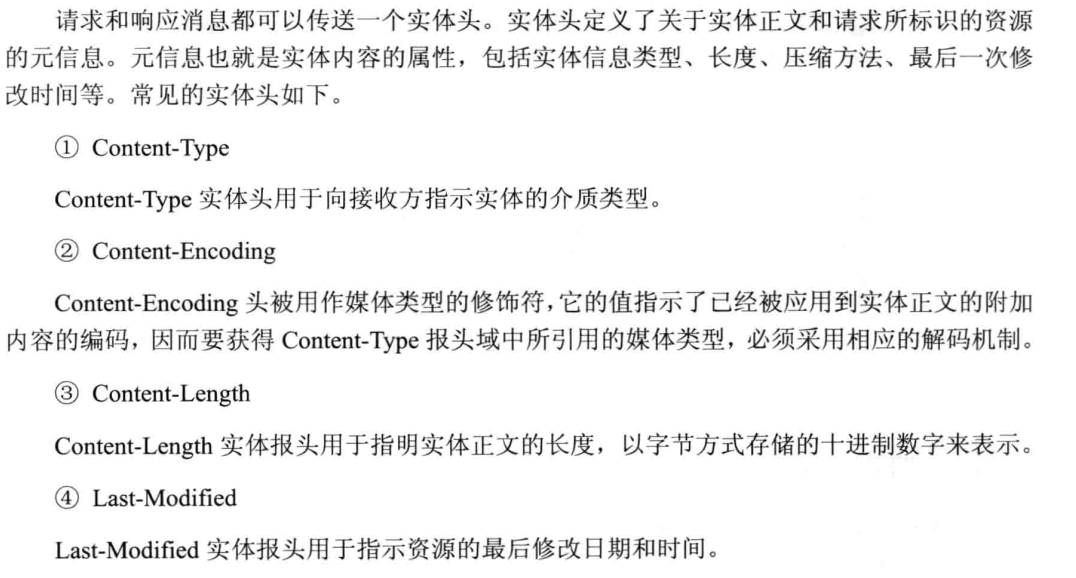 请求和响应消息都可以传送一个实体头。实体头定义了关于实体正文和请求所标识的资源
的元信息。元信息也就是实体内容的属性，包括实体信息类型、长度、压缩方法、最后一次修
改时间等。常见的实体头如下。
① Content-Type
Content-Type 实体头用于向接收方指示实体的介质类型。
② Content-Encoding
Content-Encoding 头被用作媒体类型的修饰符，它的值指示了已经被应用到实体正文的附加
内容的编码，因而要获得 Content-Type 报头域中所引用的媒体类型，必须采用相应的解码机制。
③ Content-Length
Content-Length 实体报头用于指明实体正文的长度，以字节方式存储的十进制数字来表示。
④ Last-Modified
Last-Modified 实体报头用于指示资源的最后修改日期和时间。